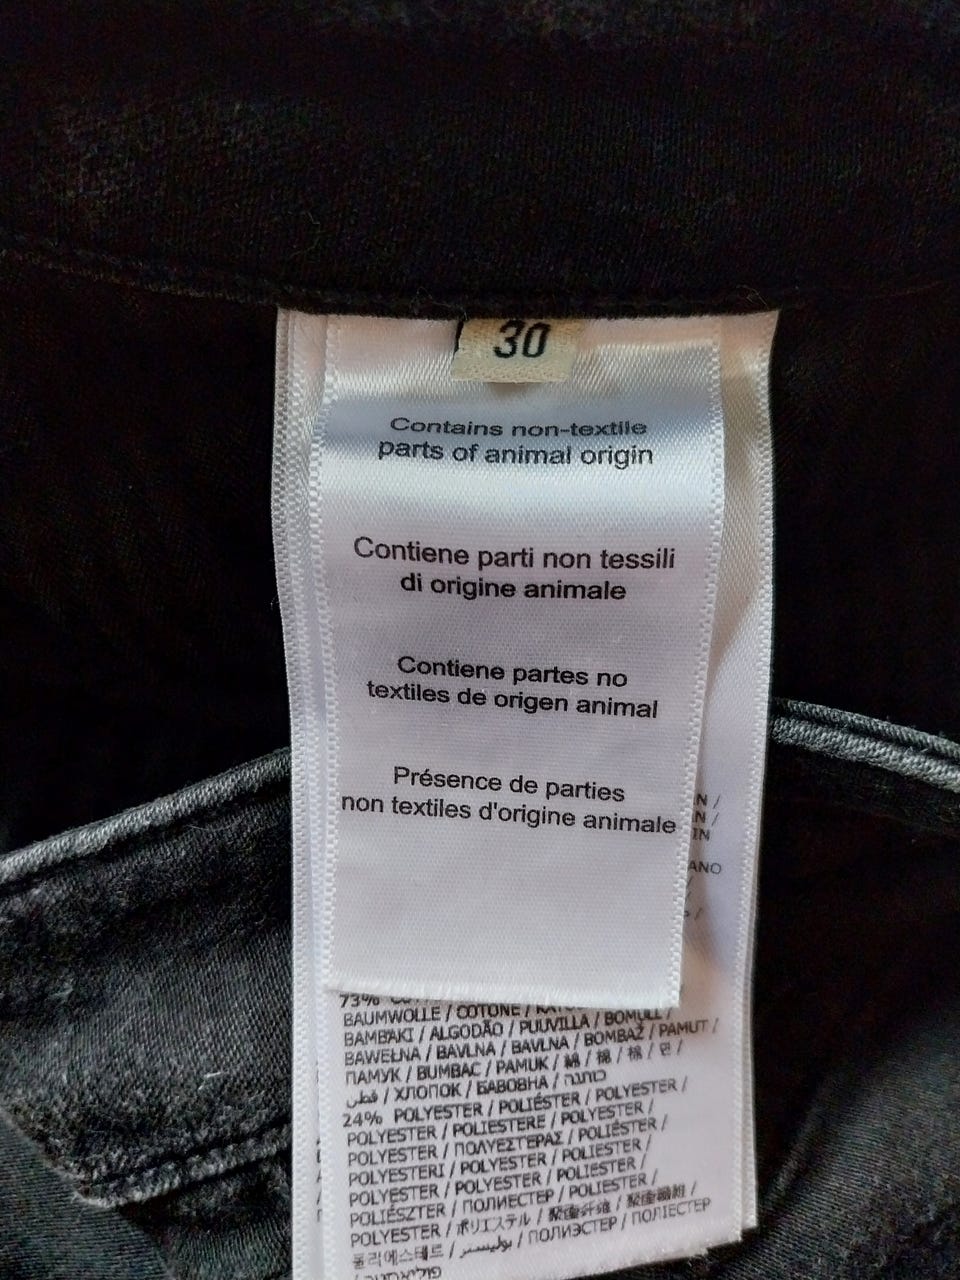 30
Contains non-textile
parts of animal origin
Contiene parti non tessili
di origine animale
Contiene partes no
textiles de origen animal
Présence de parties
non textiles d'origine animale
N /
N /
IN
ANO
/
/
73%
BAUMWOLLE / COTONE /
BAMBAKI / ALGODÃO / PUUVILLA / BOMULL /
BAWEŁNA / BAVLNA / BAVLNA / BOMBAŽ / PAMUT /
ПАМУК / BUMBAC / PAMUK / 綿 / 棉 / 棉 / 면 /
قطن / ХЛОПОК / БАВОВНА / כותנה
24% POLYESTER / POLIÉSTER / POLYESTER /
POLYESTER / POLIESTERE / POLYESTER /
POLYESTER / ΠΟΛΥΕΣΤΕΡΑΣ / POLIÉSTER /
POLYESTERI / POLYESTER / POLIESTER /
POLYESTER / POLYESTER / POLIESTER /
POLIÉSZTER / ПОЛИЕСТЕР / POLIESTER /
POLYESTER / ポリエステル / 聚酯纤维 / 聚酯纖維 /
폴리에스테르 / بوليستر / ПОЛИЭСТЕР / ПОЛІЕСТЕР